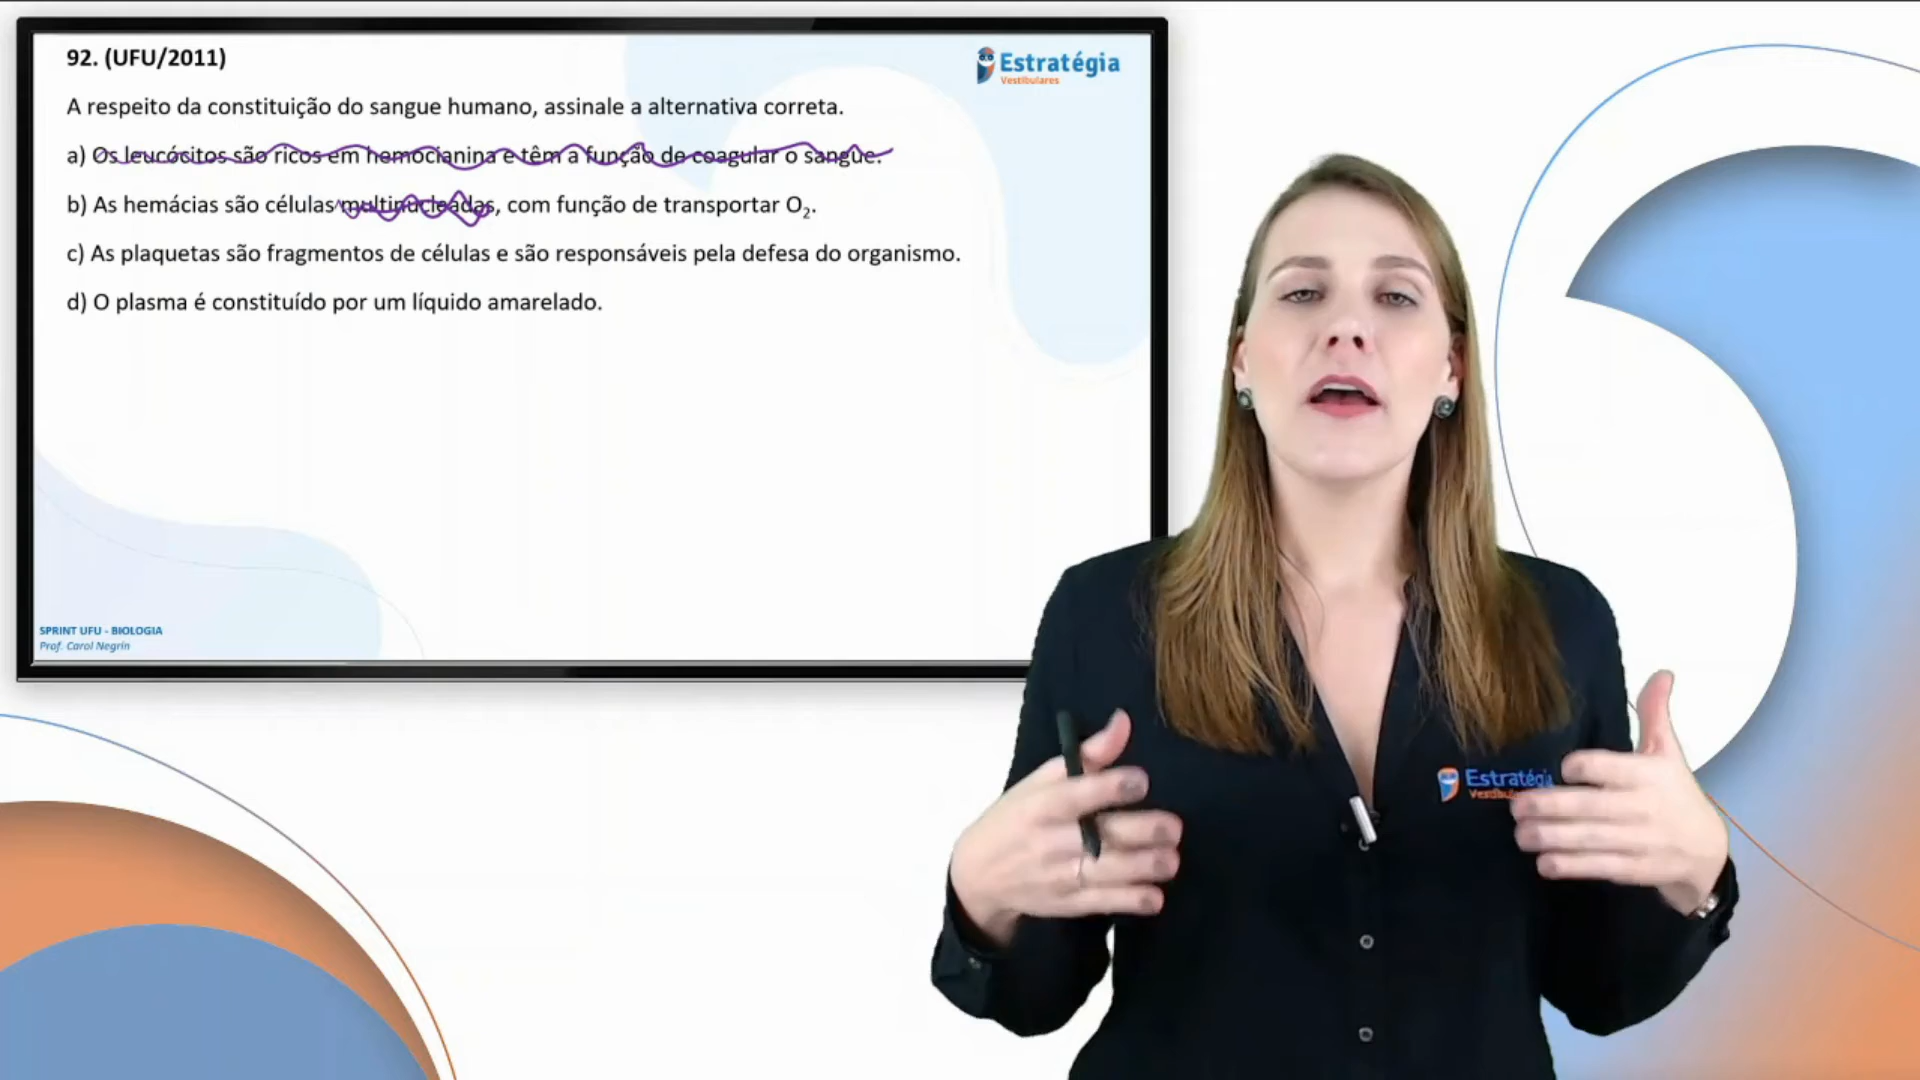 92. (UFU/2011)
Estratégia
Vestibulares
A respeito da constituição do sangue humano, assinale a alternativa correta.
a) Os leucócitos são ricos em hemocianina e têm a função de coagular o sangue.
b) As hemácias são células multinucleadas, com função de transportar O₂.
c) As plaquetas são fragmentos de células e são responsáveis pela defesa do organismo.
d) O plasma é constituído por um líquido amarelado.
SPRINT UFU - BIOLOGIA
Prof. Carol Negrin
Estratégia